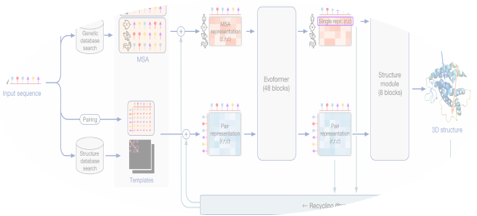 Genetic
database
search
MSA
MSA
representation
(s,r,c)
Single repr. (r,c)
Input sequence
Pairing
Evoformer
(48 blocks)
Structure
module
(8 blocks)
3D structure
Structure
database
search
Templates
Pair
representation
(r,r,c)
Pair
representation
(r,r,c)
← Recycling